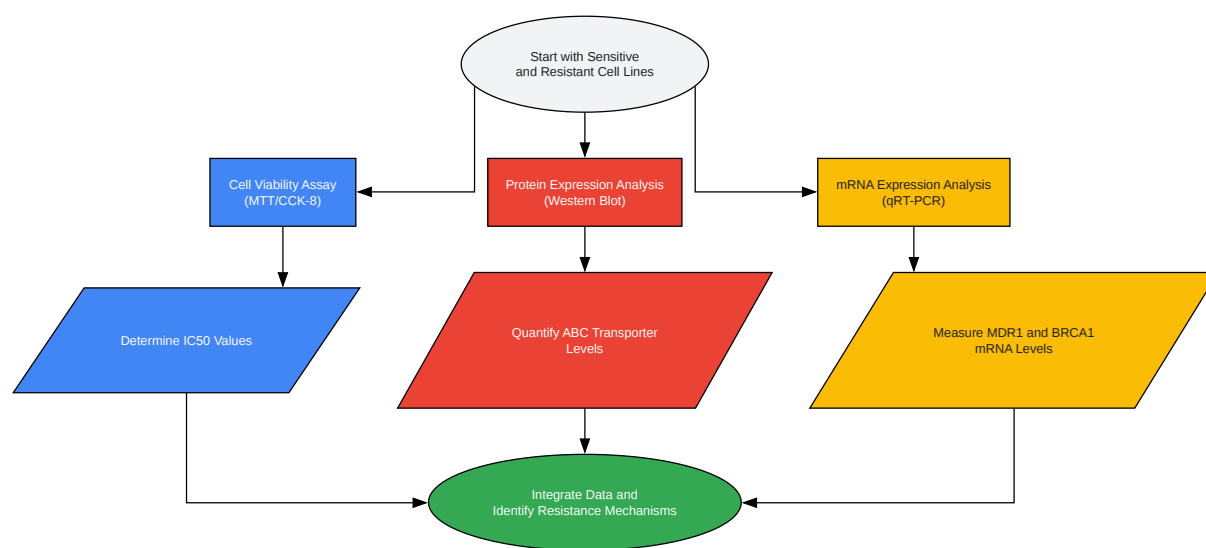 Start with Sensitive
and Resistant Cell Lines
Cell Viability Assay
(MTT/CCK-8)
Protein Expression Analysis
(Western Blot)
mRNA Expression Analysis
(qRT-PCR)
Determine IC50 Values
Quantify ABC Transporter
Levels
Measure MDR1 and BRCA1
mRNA Levels
Integrate Data and
Identify Resistance Mechanisms